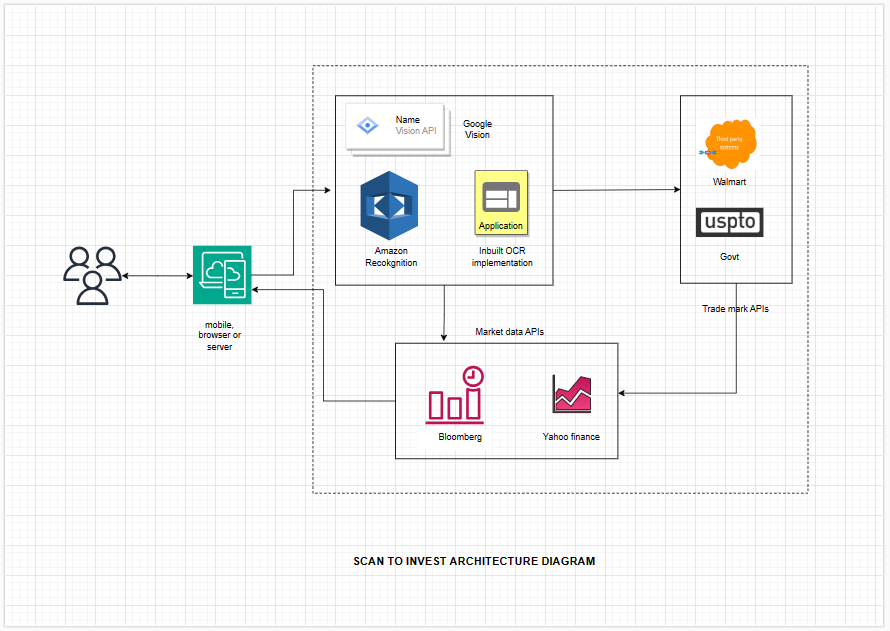 Name
Vision API
Google
Vision
Third party
systems
Walmart
Application
uspto
Amazon
Recokgnition
Inbuilt OCR
implementation
Govt
Trade mark APIs
mobile,
browser or
server
Market data APIs
Bloomberg
Yahoo finance
SCAN TO INVEST ARCHITECTURE DIAGRAM